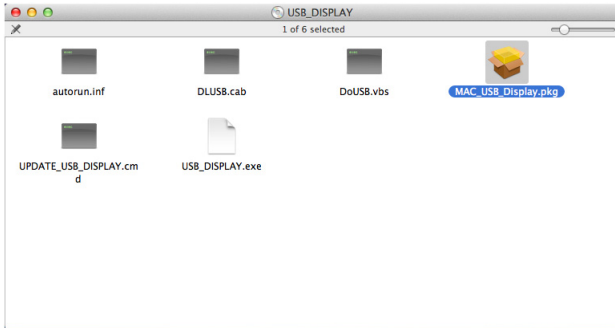 USB_DISPLAY
1 of 6 selected
autorun.inf
DLUSB.cab
DoUSB.vbs
MAC_USB_Display.pkg
UPDATE_USB_DISPLAY.cm
d
USB_DISPLAY.exe